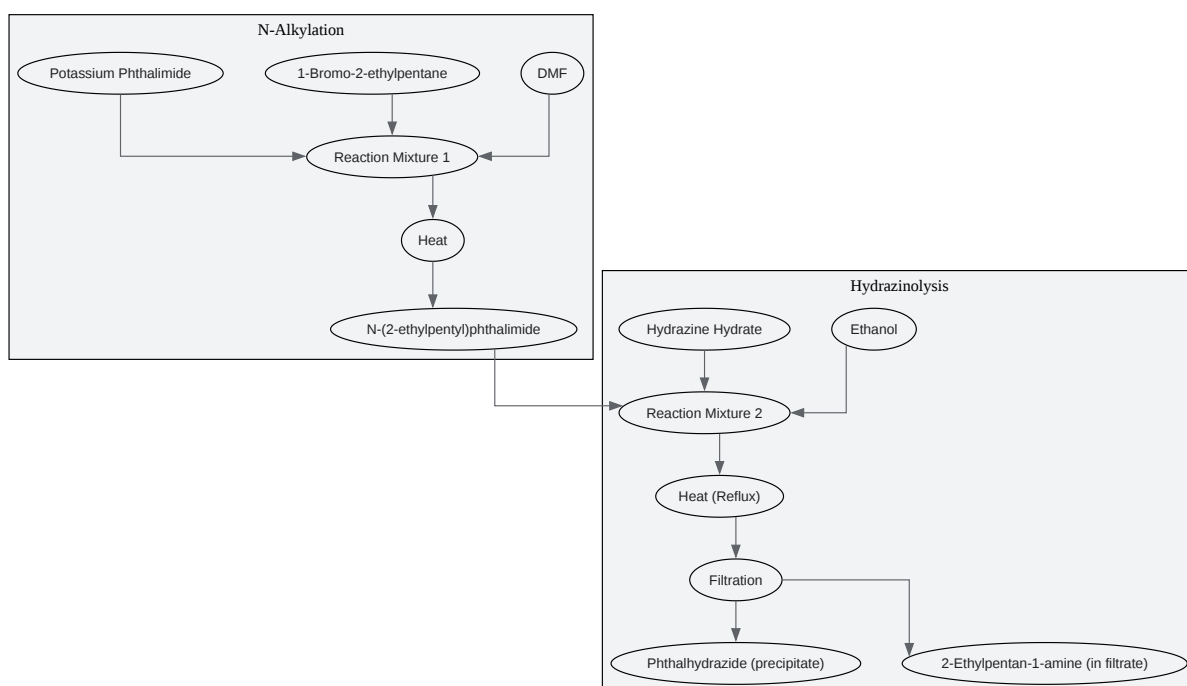 N-Alkylation
Potassium Phthalimide
1-Bromo-2-ethylpentane
DMF
Reaction Mixture 1
Heat
N-(2-ethylpentyl)phthalimide
Hydrazinolysis
Hydrazine Hydrate
Ethanol
Reaction Mixture 2
Heat (Reflux)
Filtration
Phthalhydrazide (precipitate)
2-Ethylpentan-1-amine (in filtrate)